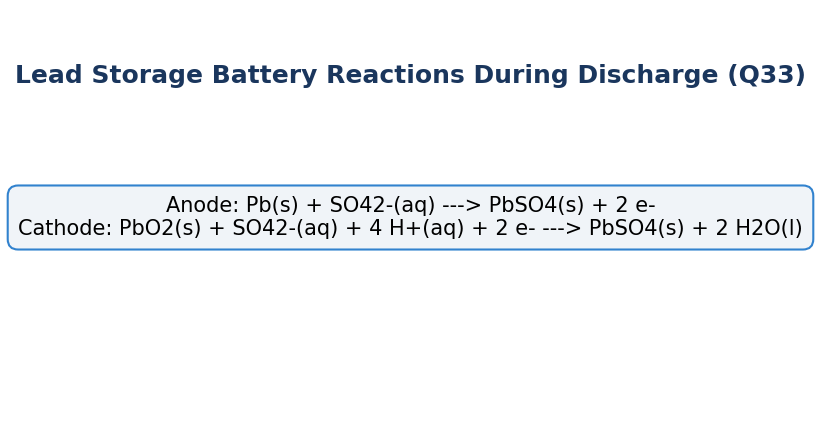 Lead Storage Battery Reactions During Discharge (Q33)
Anode: Pb(s) + SO42-(aq) ---> PbSO4(s) + 2 e-
Cathode: PbO2(s) + SO42-(aq) + 4 H+(aq) + 2 e- ---> PbSO4(s) + 2 H2O(l)